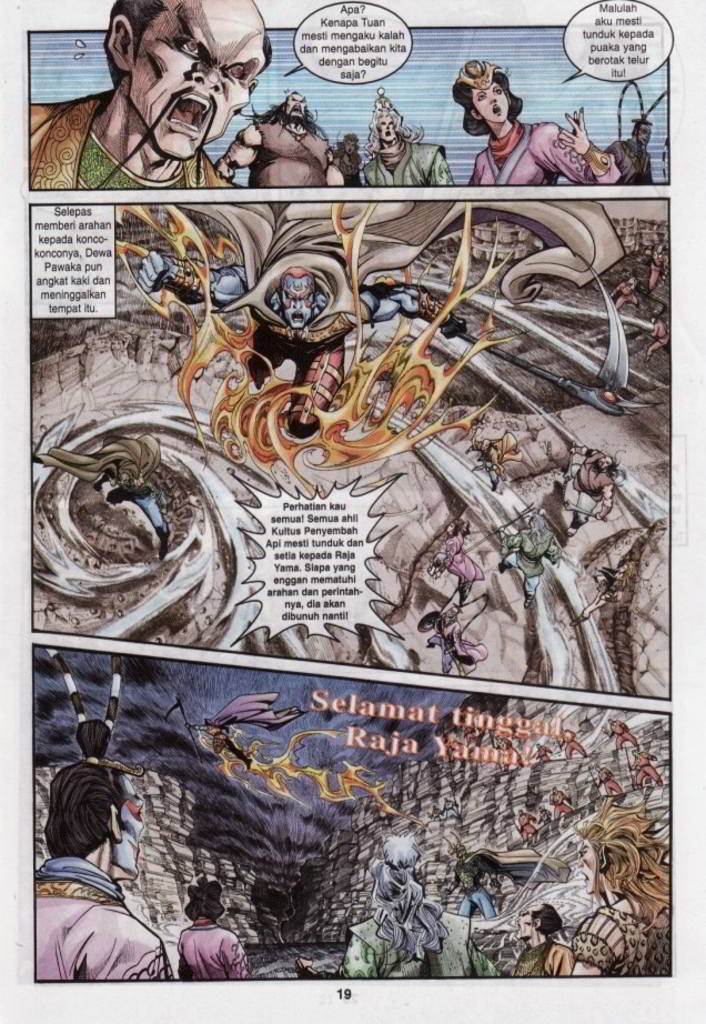 Apa?
Kenapa Tuan
mesti mengaku kalah
dan mengabaikan kita
dengan begitu
saja?
Malulah
aku mesti
tunduk kepada
puaka yang
berotak telur
itu!
Selepas
memberi arahan
kepada konco-
konconya, Dewa
Pawaka pun
angkat kaki dan
meninggalkan
tempat itu.
Perhatian kau
semua! Semua ahli
Kultus Penyembah
Api mesti tunduk dan
setia kepada Raja
Yama. Siapa yang
enggan mematuhi
arahan dan perintah-
nya, dia akan
dibunuh nanti!
Selamat tinggal,
Raja Yama!
19